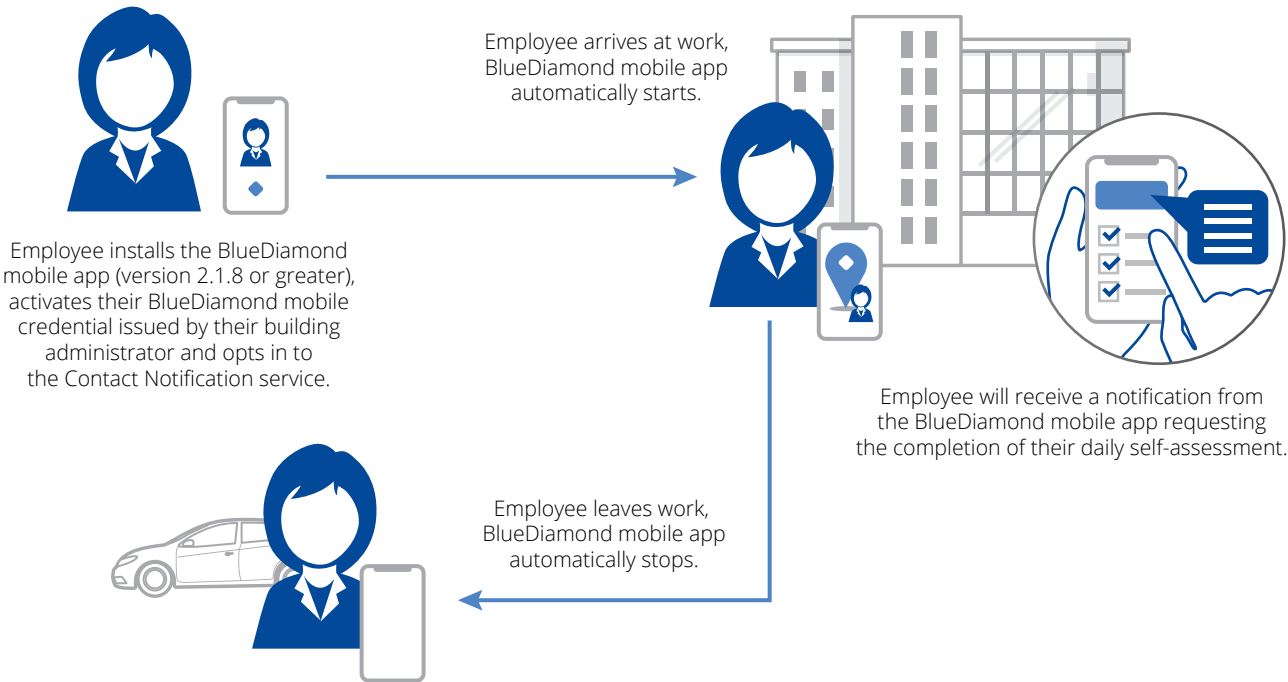 Employee arrives at work,
BlueDiamond mobile app
automatically starts.
Employee installs the BlueDiamond
mobile app (version 2.1.8 or greater),
activates their BlueDiamond mobile
credential issued by their building
administrator and opts in to
the Contact Notification service.
Employee will receive a notification from
the BlueDiamond mobile app requesting
the completion of their daily self-assessment.
Employee leaves work,
BlueDiamond mobile app
automatically stops.